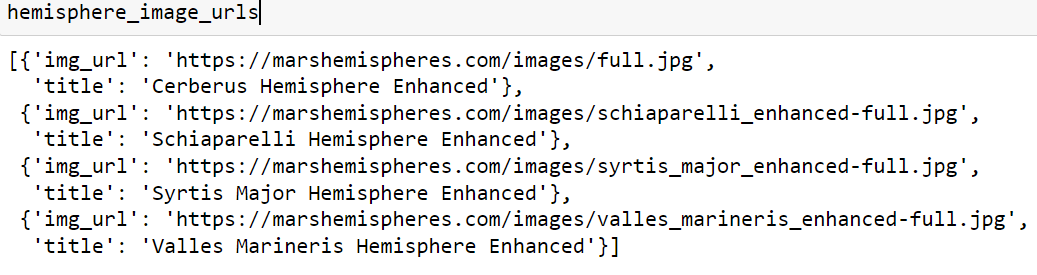 hemisphere_image_urls
[{'img_url': 'https://marshemispheres.com/images/full.jpg',
  'title': 'Cerberus Hemisphere Enhanced'},
 {'img_url': 'https://marshemispheres.com/images/schiaparelli_enhanced-full.jpg',
  'title': 'Schiaparelli Hemisphere Enhanced'},
 {'img_url': 'https://marshemispheres.com/images/syrtis_major_enhanced-full.jpg',
  'title': 'Syrtis Major Hemisphere Enhanced'},
 {'img_url': 'https://marshemispheres.com/images/valles_marineris_enhanced-full.jpg',
  'title': 'Valles Marineris Hemisphere Enhanced'}]